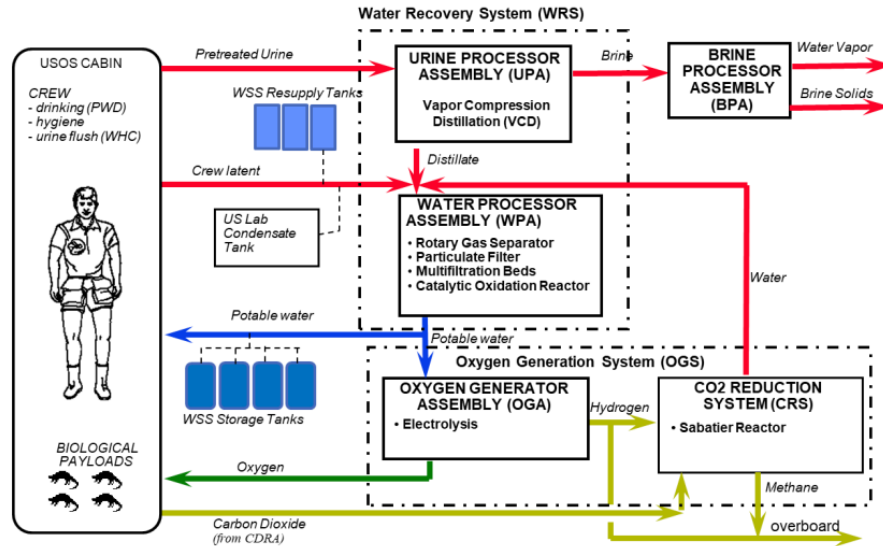 Water Recovery System (WRS)
USOS CABIN
CREW
- drinking (PWD)
- hygiene
- urine flush (WHC)
Pretreated Urine
WSS Resupply Tanks
URINE PROCESSOR
ASSEMBLY (UPA)
Vapor Compression
Distillation (VCD)
Brine
BRINE
PROCESSOR
ASSEMBLY
(BPA)
Water Vapor
Brine Solids
Distillate
Crew latent
US Lab
Condensate
Tank
WATER PROCESSOR
ASSEMBLY (WPA)
• Rotary Gas Separator
• Particulate Filter
• Multifiltration Beds
• Catalytic Oxidation Reactor
Water
Potable water
Potable water
WSS Storage Tanks
Oxygen Generation System (OGS)
OXYGEN GENERATOR
ASSEMBLY (OGA)
• Electrolysis
Hydrogen
CO2 REDUCTION
SYSTEM (CRS)
• Sabatier Reactor
BIOLOGICAL
PAYLOADS
Oxygen
Methane
Carbon Dioxide
(from CDRA)
overboard